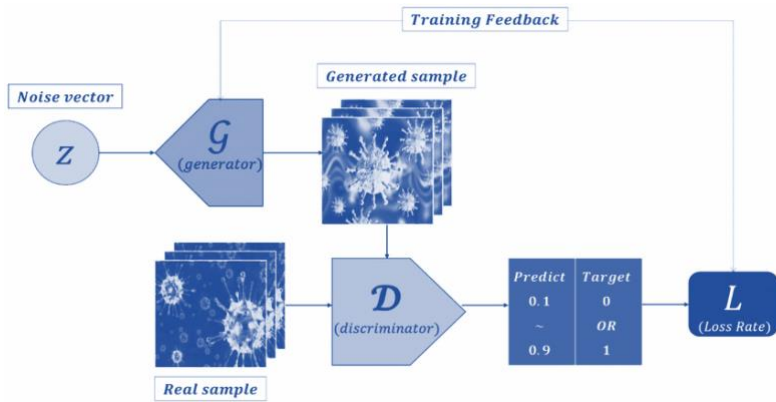 Training Feedback
Generated sample
Noise vector
Z
G
(generator)
D
(discriminator)
Predict Target
0.1 0
~ OR
0.9 1
L
(Loss Rate)
Real sample